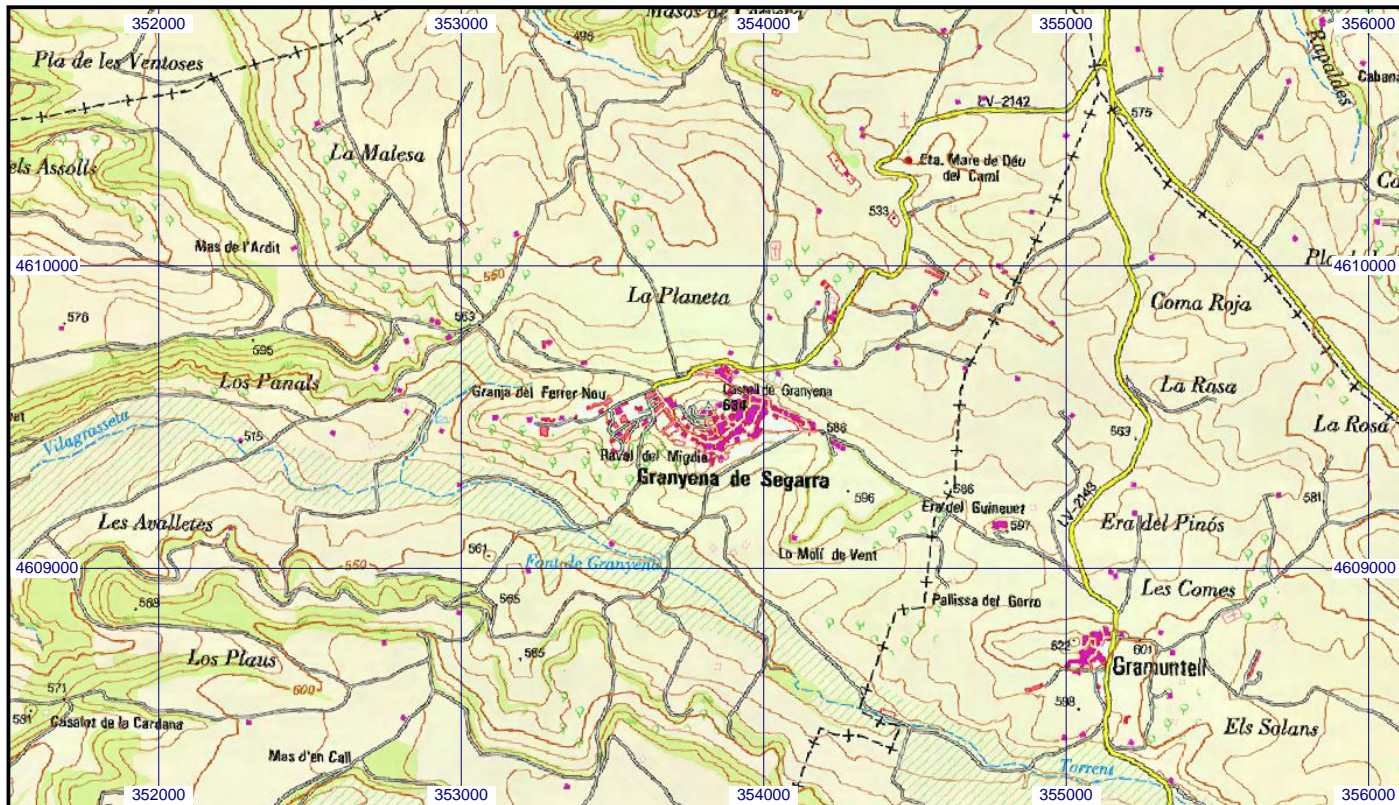 352000
353000
354000
355000
356000
Masos de Cervera
Pla de les Ventoses
496
Rapaldes
Cabana
LV-2142
575
La Malesa
els Assolls
Eta. Mare de Déu
del Camí
533
Mas de l'Ardit
4610000
4610000
550
La Planeta
Coma Roja
576
563
595
Los Panals
Granja del Ferrer Nou
Castell de Granyena
634
La Rasa
La Rosa
Vilagrasseta
515
Raval del Migdia
588
563
Granyena de Segarra
596
586
581
Era del Guineuet
597
LV-2143
Era del Pinós
Les Avalletes
561
550
Font de Granyena
Lo Molí de Vent
4609000
4609000
568
565
Pallissa del Gorro
Les Comes
565
622
601
Gramuntell
Los Plaus
571
600
591
Casalot de la Cardana
598
Els Solans
Mas d'en Call
Torrent
352000
353000
354000
355000
356000